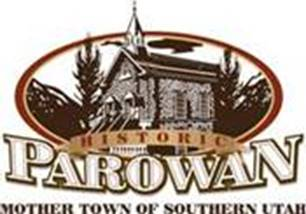 HISTORIC
PAROWAN
MOTHER TOWN OF SOUTHERN UTAH